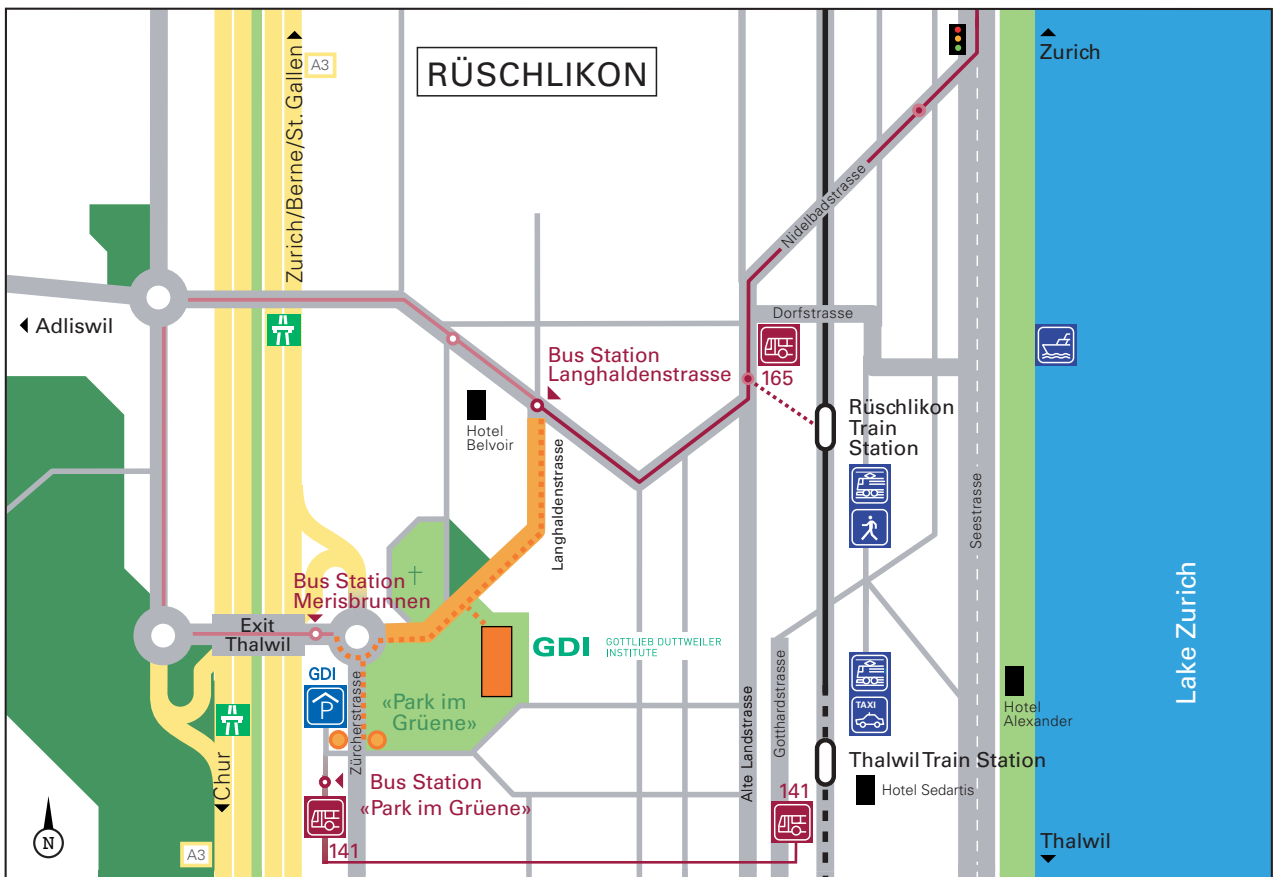 RÜSCHLIKON
A3
Zurich/Berne/St. Gallen
Zurich
Nidelbadstrasse
Adliswil
Dorfstrasse
Bus Station
Langhaldenstrasse
165
Hotel
Belvoir
Rüschlikon
Train
Station
Langhaldenstrasse
Seestrasse
Bus Station
Merisbrunnen
Exit
Thalwil
GDI
GOTTLIEB DUTTWEILER
INSTITUTE
Lake Zurich
GDI
P
«Park im
Grüene»
Zürcherstrasse
Alte Landstrasse
Gotthardstrasse
TAXI
Hotel
Alexander
Chur
Bus Station
«Park im Grüene»
141
Thalwil Train Station
Hotel Sedartis
141
N
A3
Thalwil